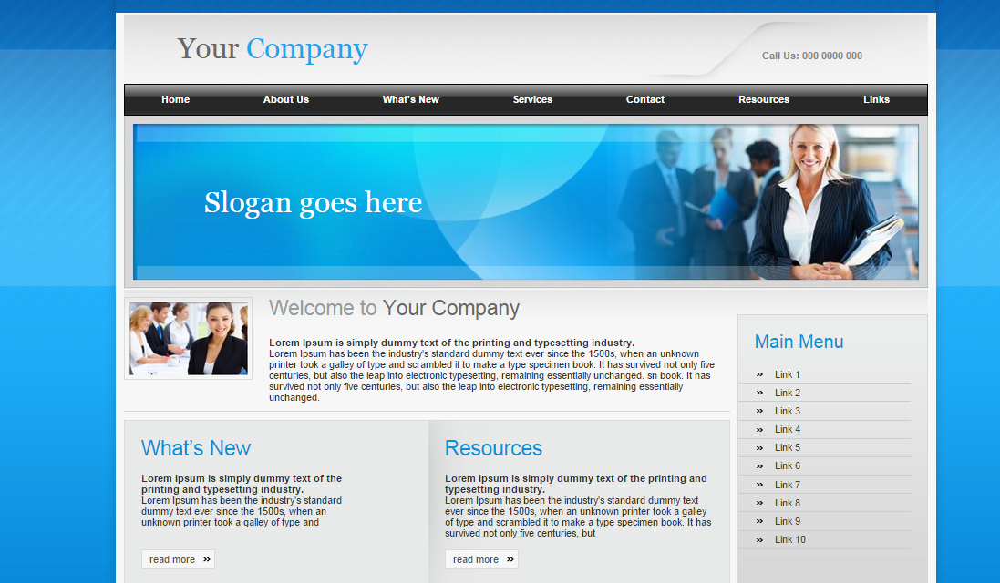 Your Company
Call Us: 000 0000 000
Home About Us What's New Services Contact Resources Links
Slogan goes here
Welcome to Your Company
Lorem Ipsum is simply dummy text of the printing and typesetting industry.
Lorem Ipsum has been the industry's standard dummy text ever since the 1500s, when an unknown
printer took a galley of type and scrambled it to make a type specimen book. It has survived not only five
centuries, but also the leap into electronic typesetting, remaining essentially unchanged. sn book. It has
survived not only five centuries, but also the leap into electronic typesetting, remaining essentially
unchanged.
What's New
Lorem Ipsum is simply dummy text of the
printing and typesetting industry.
Lorem Ipsum has been the industry's standard
dummy text ever since the 1500s, when an
unknown printer took a galley of type and
read more »
Resources
Lorem Ipsum is simply dummy text of the printing and
typesetting industry.
Lorem Ipsum has been the industry's standard dummy text
ever since the 1500s, when an unknown printer took a galley
of type and scrambled it to make a type specimen book. It has
survived not only five centuries, but
read more »
Main Menu
» Link 1
» Link 2
» Link 3
» Link 4
» Link 5
» Link 6
» Link 7
» Link 8
» Link 9
» Link 10